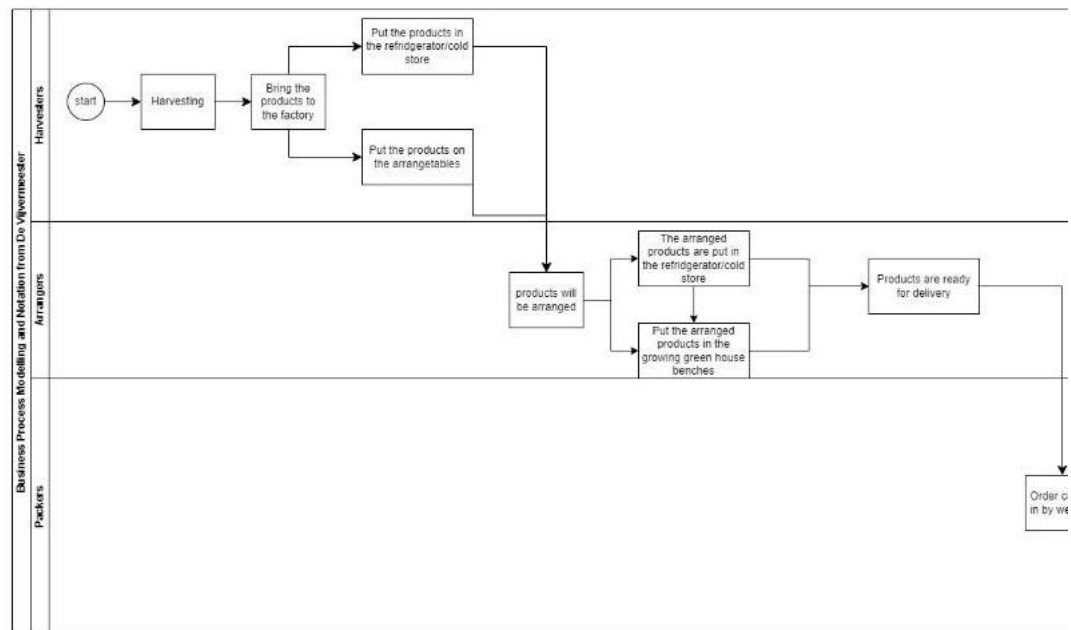 Business Process Modelling and Notation from De Vijvermeester
Harvesters
start
Harvesting
Bring the
products to
the factory
Put the products in
the refridgerator/cold
store
Put the products on
the arrangetables
Arrangers
products will
be arranged
The arranged
products are put in
the refridgerator/cold
store
Put the arranged
products in the
growing green house
benches
Products are ready
for delivery
Packers
Order
in by